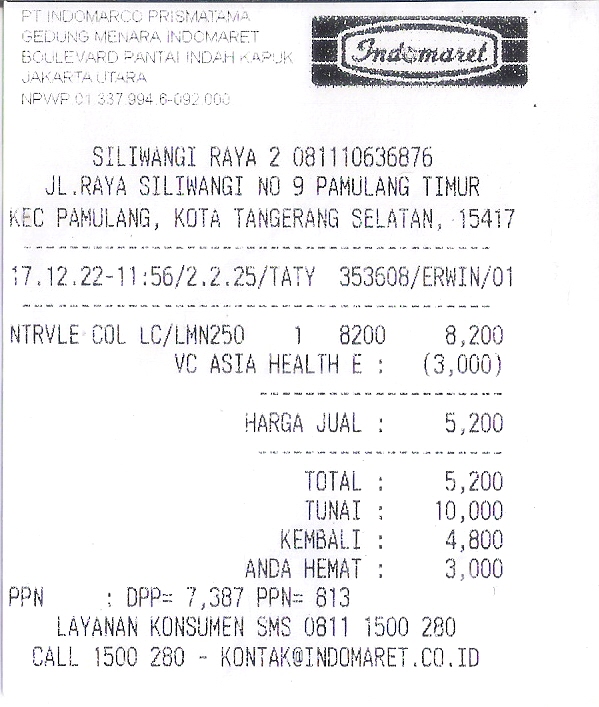 PT INDOMARCO PRISMATAMA
GEDUNG MENARA INDOMARET
BOULEVARD PANTAI INDAH KAPUK
JAKARTA UTARA
NPWP 01.337.994.6-092.000
Indomaret
SILIWANGI RAYA 2 081110636876
JL.RAYA SILIWANGI NO 9 PAMULANG TIMUR
KEC PAMULANG, KOTA TANGERANG SELATAN, 15417
17.12.22-11:56/2.2.25/TATY 353608/ERWIN/01
NTRVLE COL LC/LMN250 1 8200 8,200
VC ASIA HEALTH E : (3,000)
HARGA JUAL : 5,200
TOTAL : 5,200
TUNAI : 10,000
KEMBALI : 4,800
ANDA HEMAT : 3,000
PPN : DPP= 7,387 PPN= 813
LAYANAN KONSUMEN SMS 0811 1500 280
CALL 1500 280 - KONTAK@INDOMARET.CO.ID